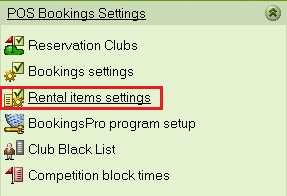 POS Bookings Settings
Reservation Clubs
Bookings settings
Rental items settings
BookingsPro program setup
Club Black List
Competition block times